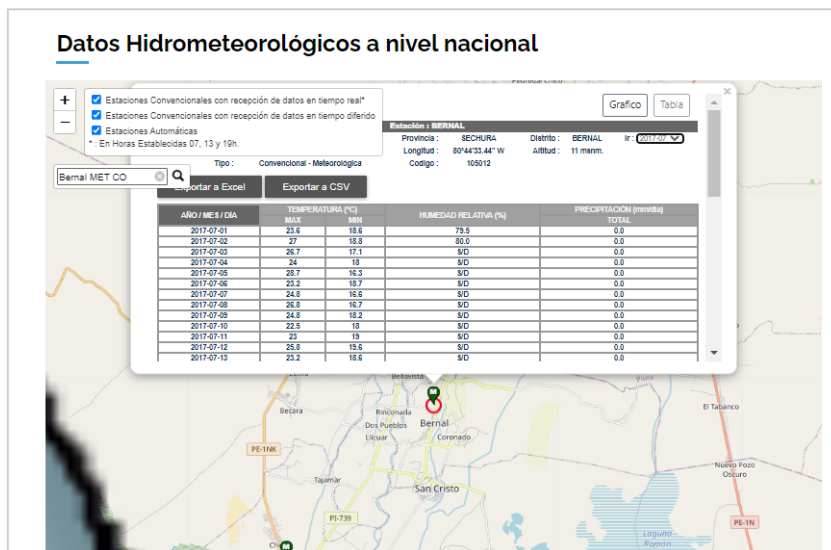 Datos Hidrometeorológicos a nivel nacional
+
−
Estaciones Convencionales con recepción de datos en tiempo real*
Estaciones Convencionales con recepción de datos en tiempo diferido
Estaciones Automáticas
* : En Horas Establecidas 07, 13 y 19h.
Bernal MET CO
Grafico Tabla
Estación : BERNAL
Provincia : SECHURA Distrito : BERNAL Ir : 2017-07
Longitud : 80°44'33.44" W Altitud : 11 msnm.
Tipo : Convencional - Meteorológica Codigo : 105012
Exportar a Excel Exportar a CSV
AÑO / MES / DÍA TEMPERATURA (°C) HUMEDAD RELATIVA (%) PRECIPITACIÓN (mm/día)
MAX MIN TOTAL
2017-07-01 23.6 18.6 79.5 0.0
2017-07-02 27 18.8 80.0 0.0
2017-07-03 26.7 17.1 S/D 0.0
2017-07-04 24 18 S/D 0.0
2017-07-05 28.7 16.3 S/D 0.0
2017-07-06 23.2 18.7 S/D 0.0
2017-07-07 24.8 16.6 S/D 0.0
2017-07-08 26.8 16.7 S/D 0.0
2017-07-09 24.8 18.2 S/D 0.0
2017-07-10 22.5 18 S/D 0.0
2017-07-11 23 19 S/D 0.0
2017-07-12 25.8 19.6 S/D 0.0
2017-07-13 23.2 18.6 S/D 0.0
Bellavista
M
Becara
Rinconada
El Tabanco
Dos Pueblos
Bernal
Llicuar
Coronado
PE-1NK
Nuevo Pozo
Oscuro
Tajamar
San Cristo
PI-739
PE-1N
Laguna
Ramón
M